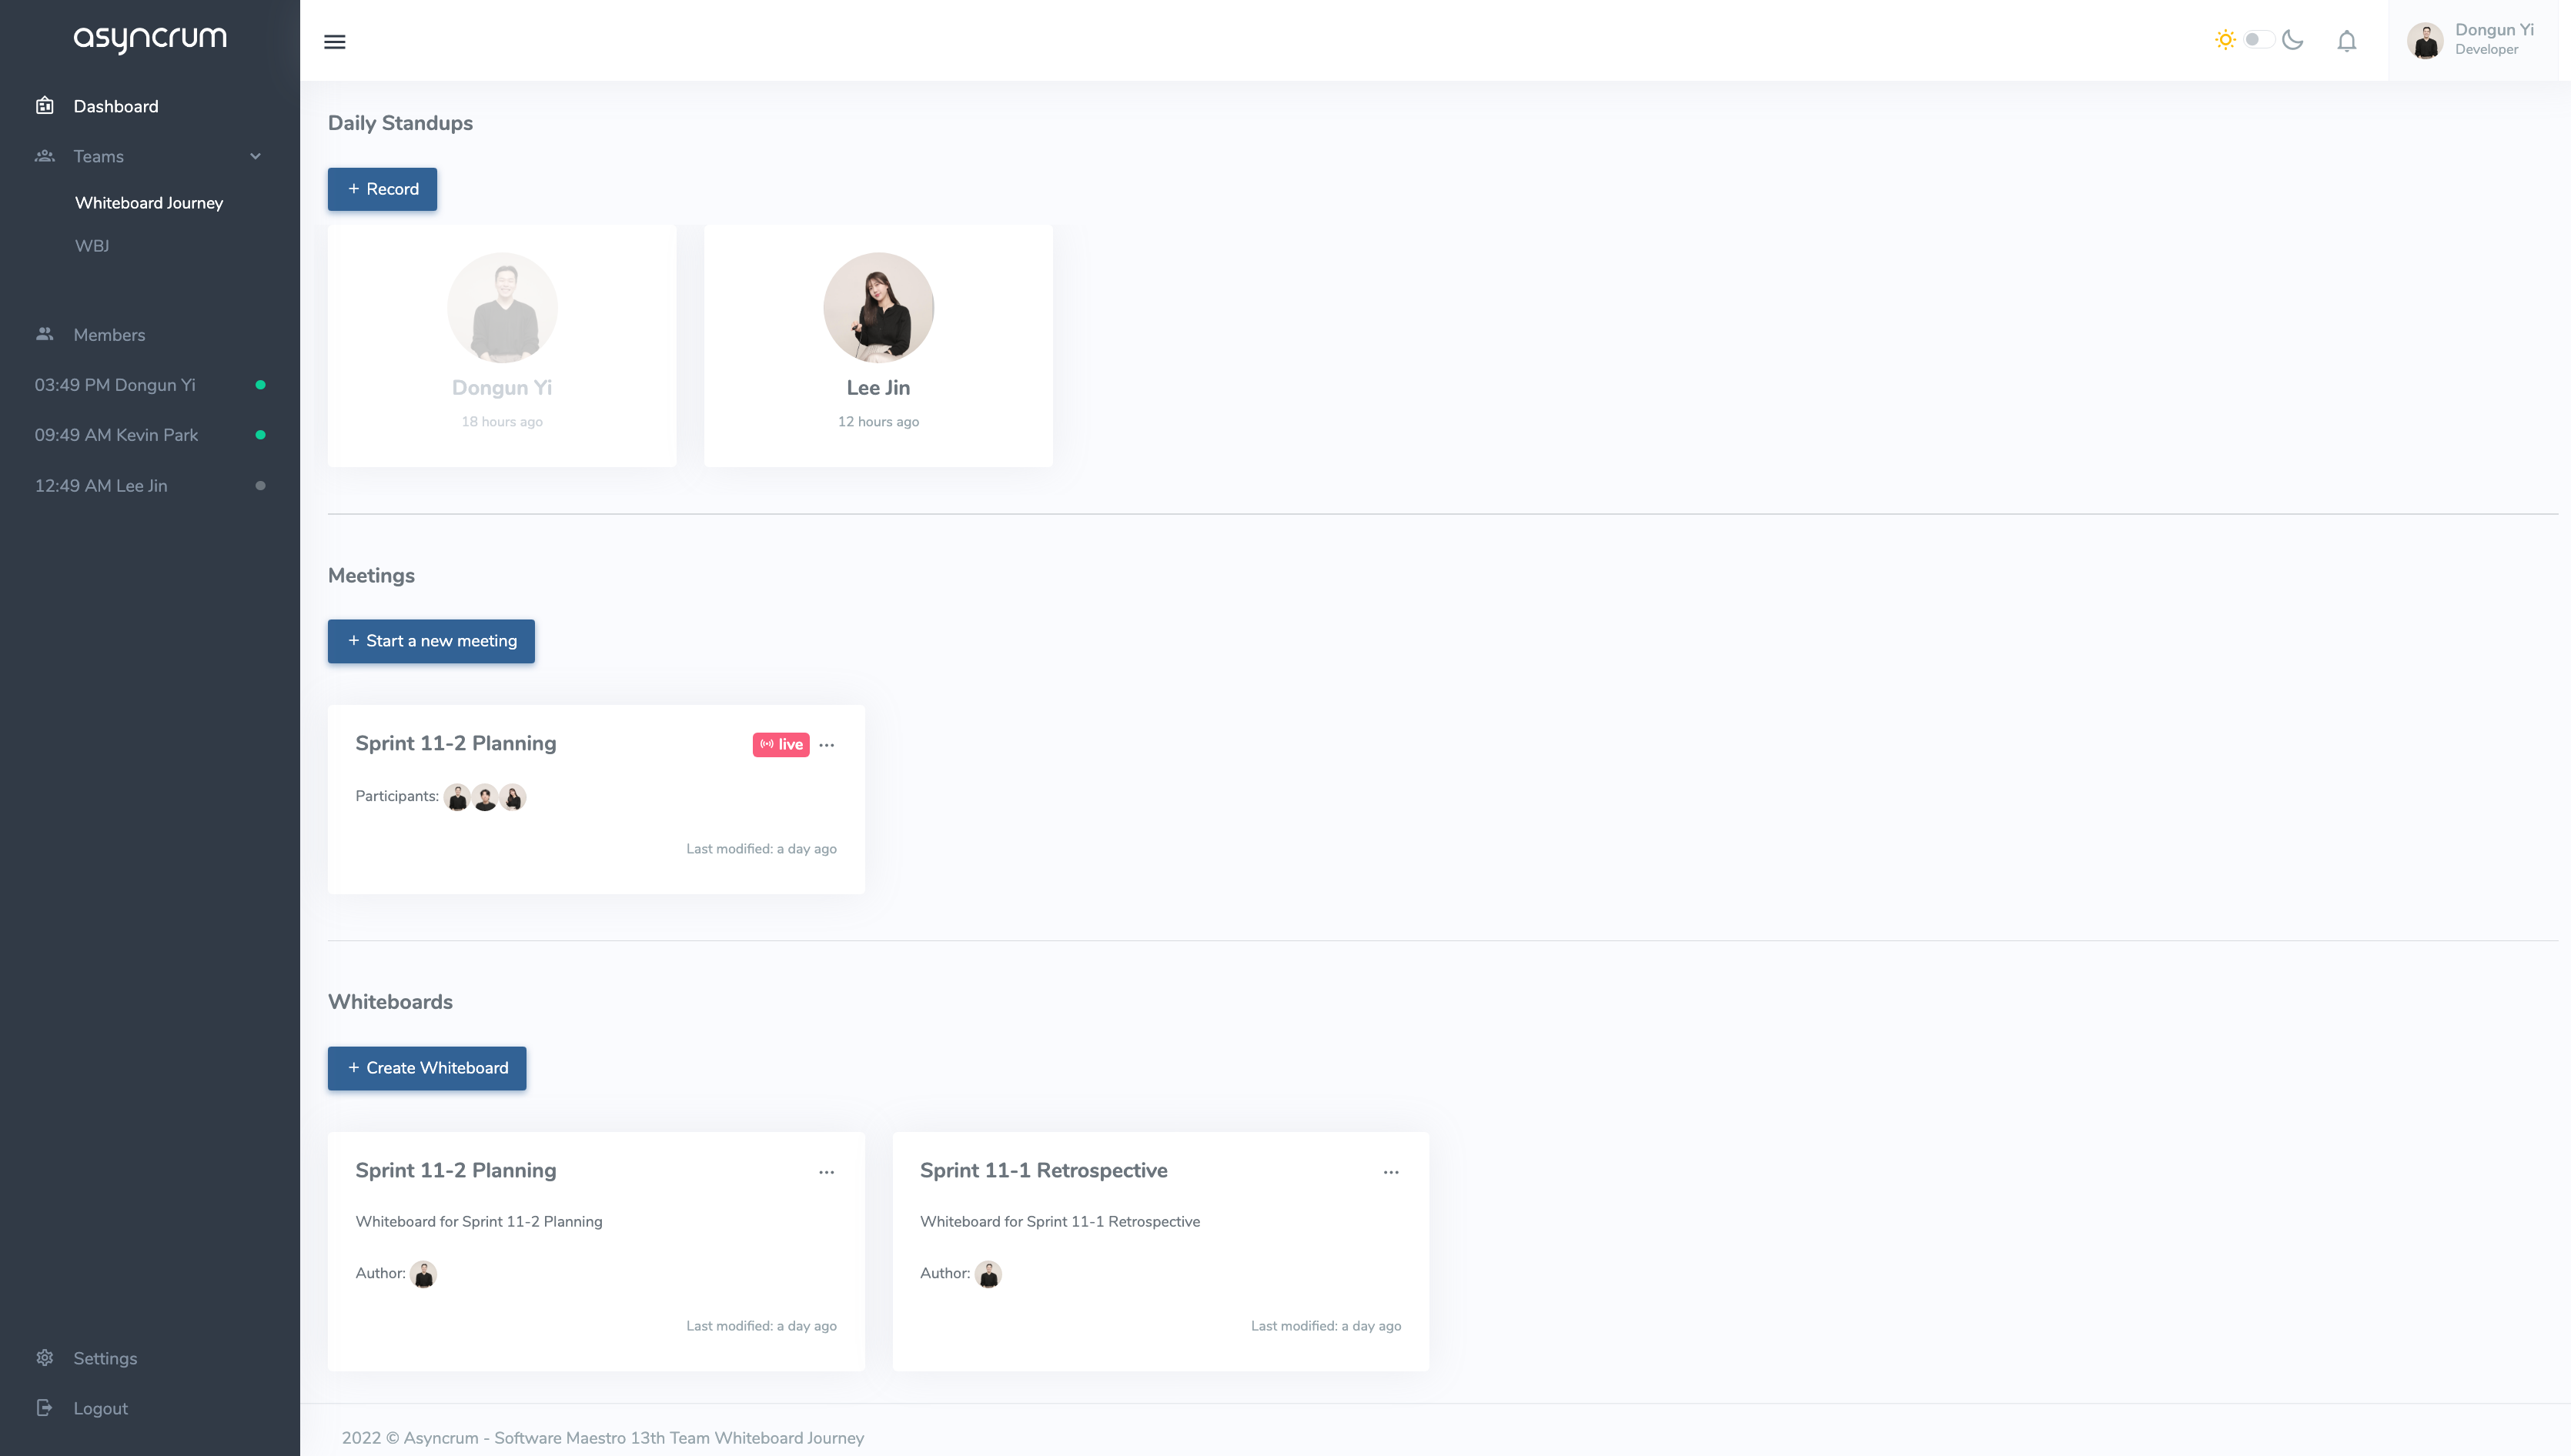 asyncrum
Dashboard
Teams
Whiteboard Journey
WBJ
Members
03:49 PM Dongun Yi
09:49 AM Kevin Park
12:49 AM Lee Jin
Settings
Logout
Dongun Yi
Developer
Daily Standups
+ Record
Dongun Yi
18 hours ago
Lee Jin
12 hours ago
Meetings
+ Start a new meeting
Sprint 11-2 Planning
live
Participants:
Last modified: a day ago
Whiteboards
+ Create Whiteboard
Sprint 11-2 Planning
Whiteboard for Sprint 11-2 Planning
Author:
Last modified: a day ago
Sprint 11-1 Retrospective
Whiteboard for Sprint 11-1 Retrospective
Author:
Last modified: a day ago
2022 © Asyncrum - Software Maestro 13th Team Whiteboard Journey